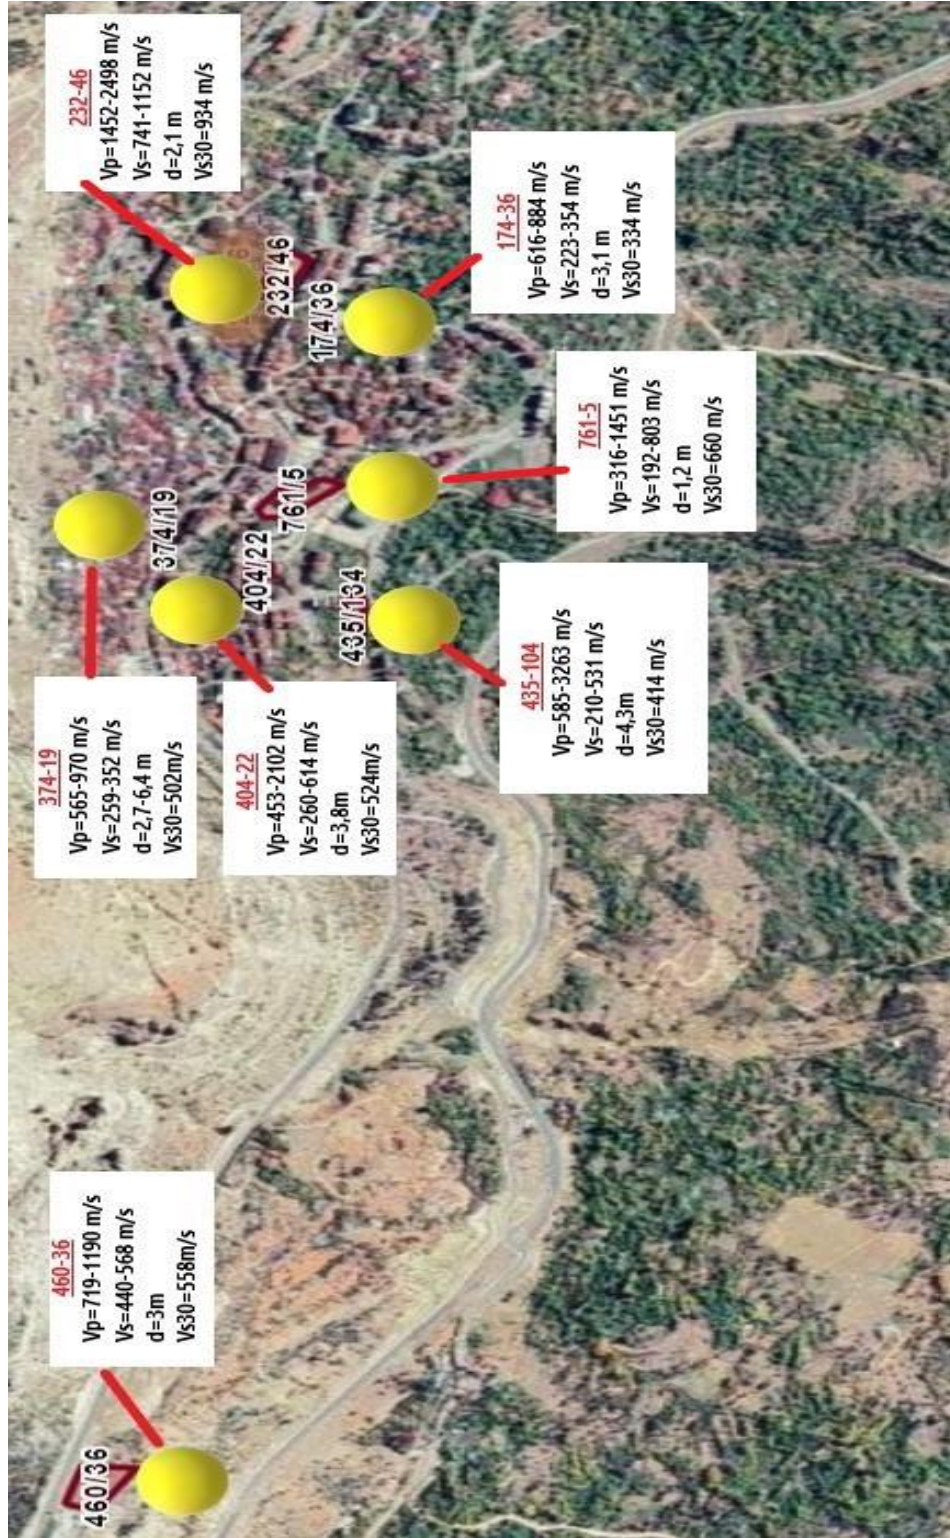 460/36
460-36
Vp=719-1190 m/s
Vs=440-568 m/s
d=3m
Vs30=558m/s
374-19
Vp=565-970 m/s
Vs=259-352 m/s
d=2,7-6,4 m
Vs30=502m/s
374/19
404-22
Vp=453-2102 m/s
Vs=260-614 m/s
d=3,8m
Vs30=524m/s
404/22
435/134
435-104
Vp=585-3263 m/s
Vs=210-531 m/s
d=4,3m
Vs30=414 m/s
761/5
761-5
Vp=316-1451 m/s
Vs=192-803 m/s
d=1,2 m
Vs30=660 m/s
232-46
Vp=1452-2498 m/s
Vs=741-1152 m/s
d=2,1 m
Vs30=934 m/s
232/46
174/36
174-36
Vp=616-884 m/s
Vs=223-354 m/s
d=3,1 m
Vs30=334 m/s